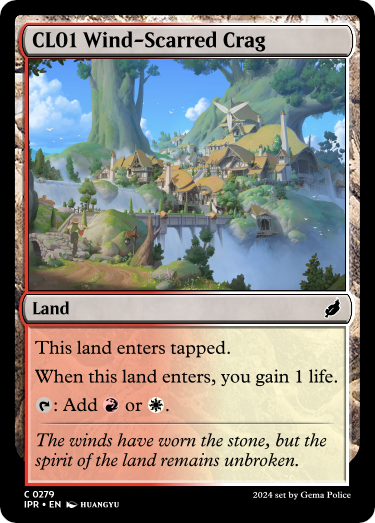 CL01 Wind-Scarred Crag
Land
This land enters tapped.
When this land enters, you gain 1 life.
: Add or .
The winds have worn the stone, but the
spirit of the land remains unbroken.
C 0279
IPR • EN HUANGYU
2024 set by Gema Police